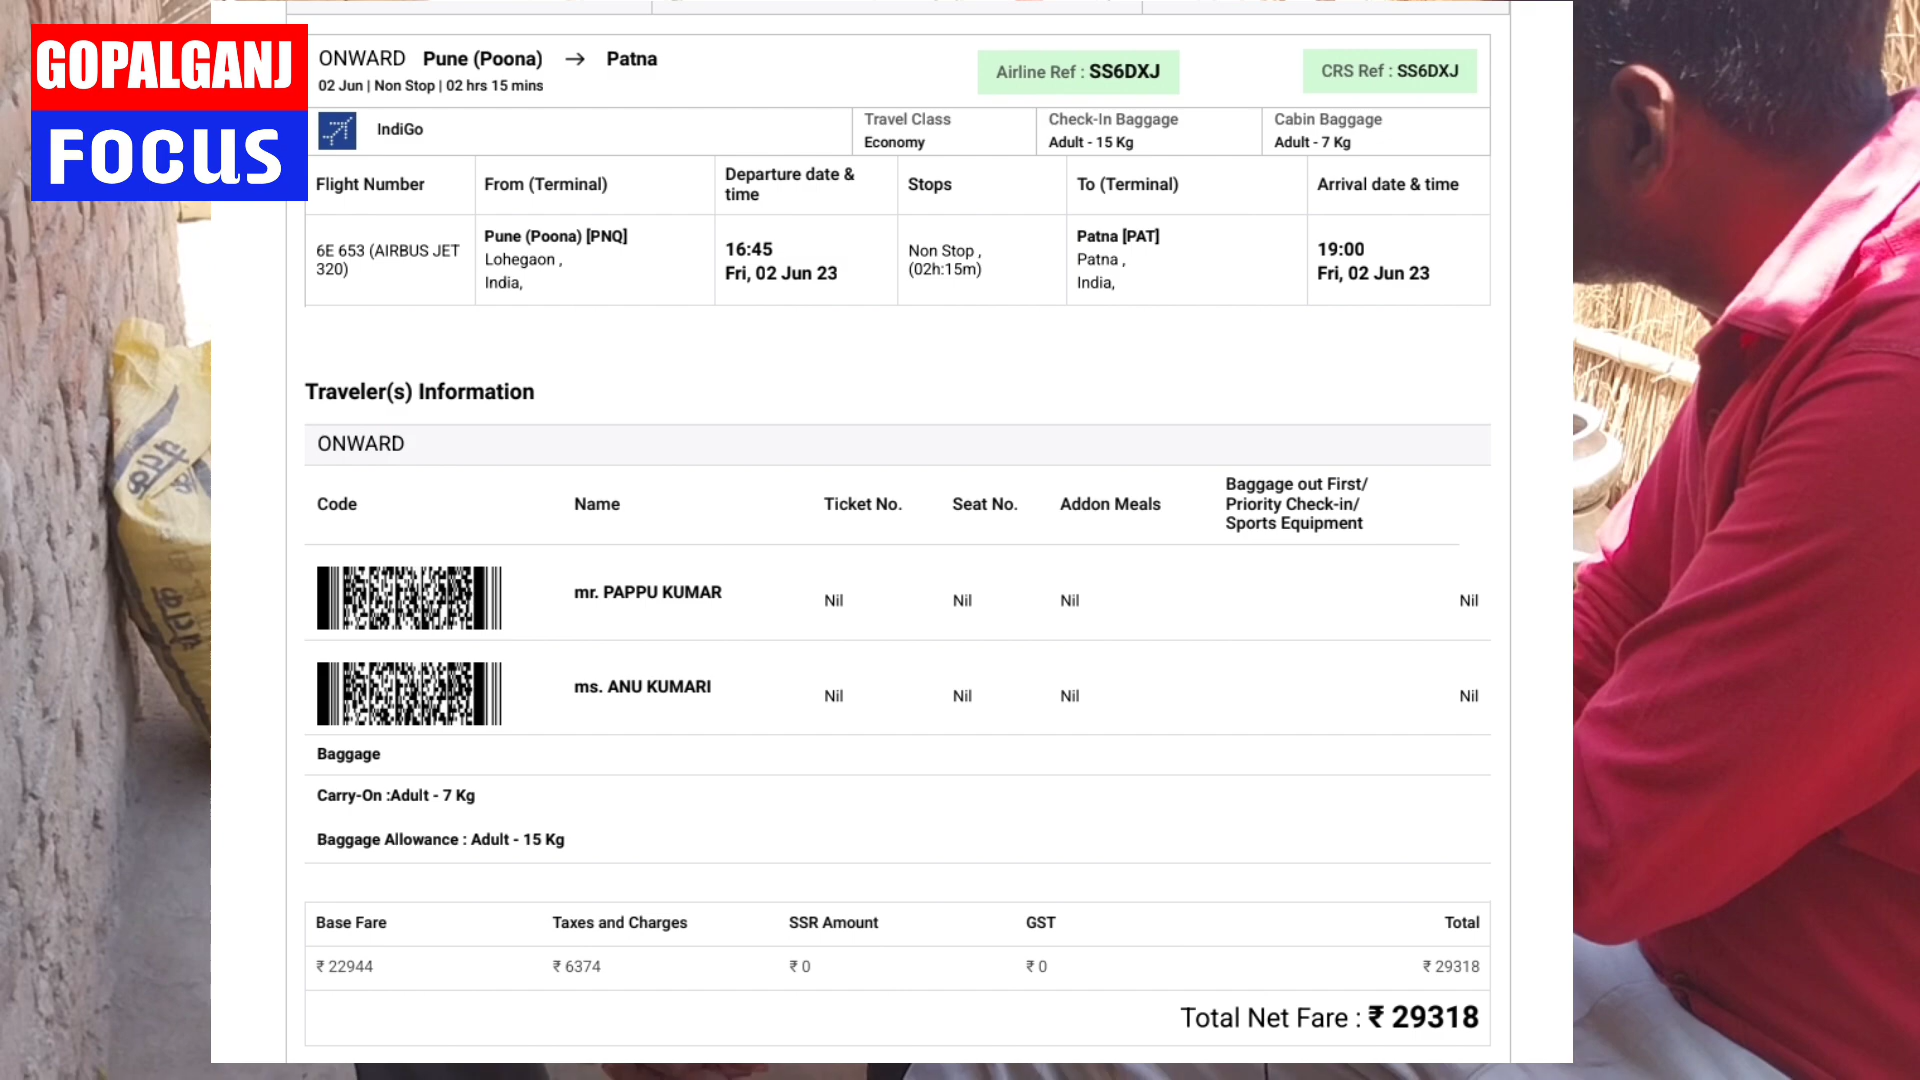 GOPALGANJ
FOCUS
ONWARD Pune (Poona) → Patna
02 Jun | Non Stop | 02 hrs 15 mins
Airline Ref : SS6DXJ
CRS Ref : SS6DXJ
IndiGo
Travel Class
Economy
Check-In Baggage
Adult - 15 Kg
Cabin Baggage
Adult - 7 Kg
Flight Number
From (Terminal)
Departure date &
time
Stops
To (Terminal)
Arrival date & time
6E 653 (AIRBUS JET
320)
Pune (Poona) [PNQ]
Lohegaon ,
India,
16:45
Fri, 02 Jun 23
Non Stop ,
(02h:15m)
Patna [PAT]
Patna ,
India,
19:00
Fri, 02 Jun 23
Traveler(s) Information
ONWARD
Code
Name
Ticket No.
Seat No.
Addon Meals
Baggage out First/
Priority Check-in/
Sports Equipment
mr. PAPPU KUMAR
Nil
Nil
Nil
Nil
ms. ANU KUMARI
Nil
Nil
Nil
Nil
Baggage
Carry-On :Adult - 7 Kg
Baggage Allowance : Adult - 15 Kg
Base Fare
Taxes and Charges
SSR Amount
GST
Total
₹ 22944
₹ 6374
₹ 0
₹ 0
₹ 29318
Total Net Fare : ₹ 29318